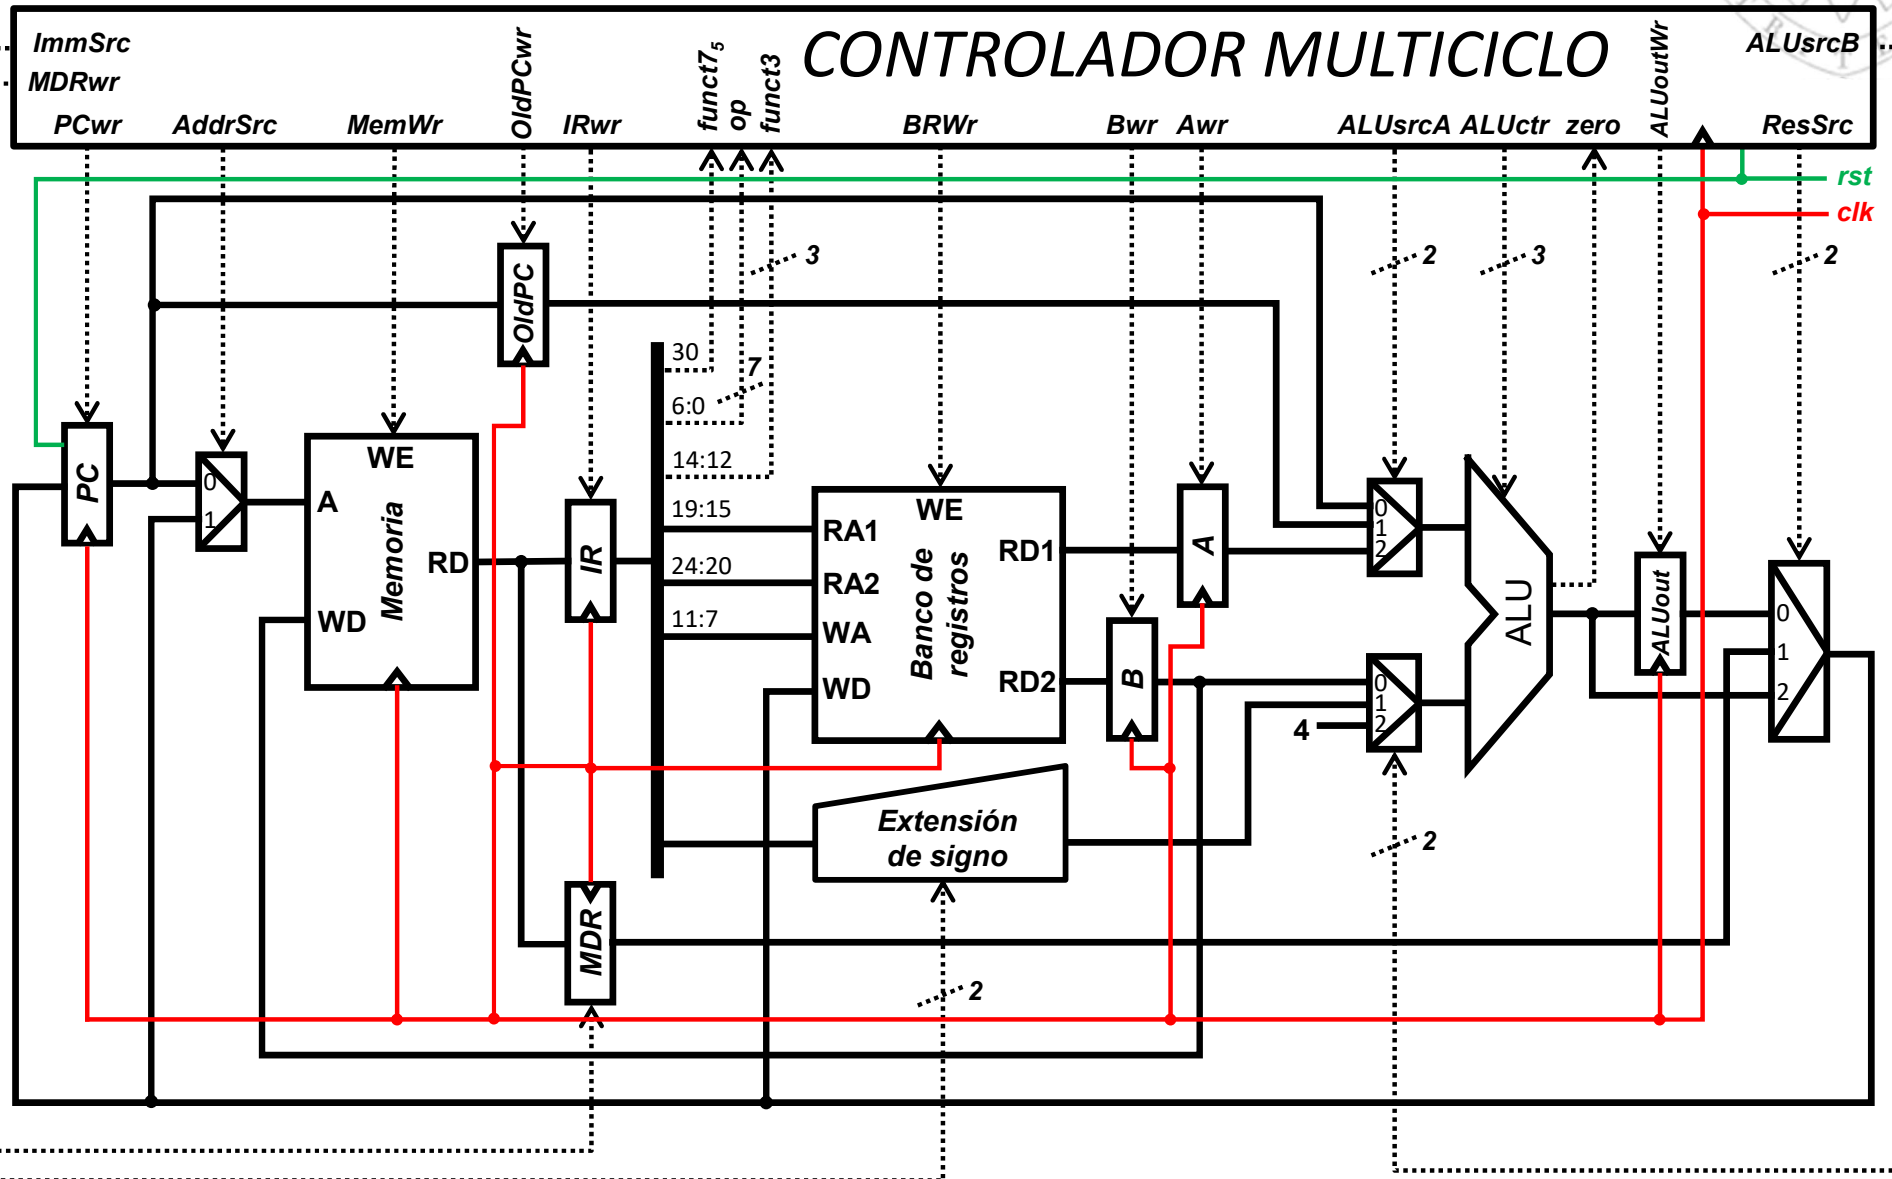 CONTROLADOR MULTICICLO
ImmSrc
MDRwr
PCwr
AddrSrc
MemWr
OldPCwr
IRwr
funct7₅
op
funct3
BRWr
Bwr
Awr
ALUsrcA
ALUctr
zero
ALUoutWr
ALUsrcB
ResSrc
rst
clk
3
2
3
2
OldPC
30
7
6:0
14:12
19:15
24:20
11:7
PC
0
1
WE
A
Memoria
RD
WD
IR
WE
RA1
RA2
WA
WD
Banco de
registros
RD1
RD2
A
B
0
1
2
0
1
2
4
ALU
ALUout
0
1
2
Extensión
de signo
2
MDR
2